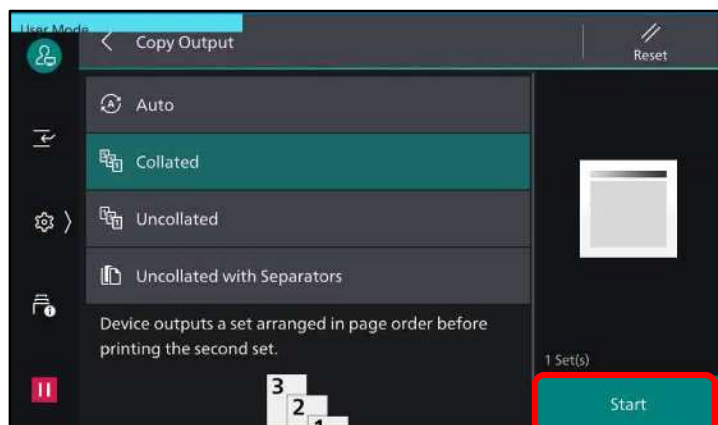 User Mode
Copy Output
Reset
Auto
Collated
Uncollated
Uncollated with Separators
Device outputs a set arranged in page order before
printing the second set.
3
2
1
1 Set(s)
Start